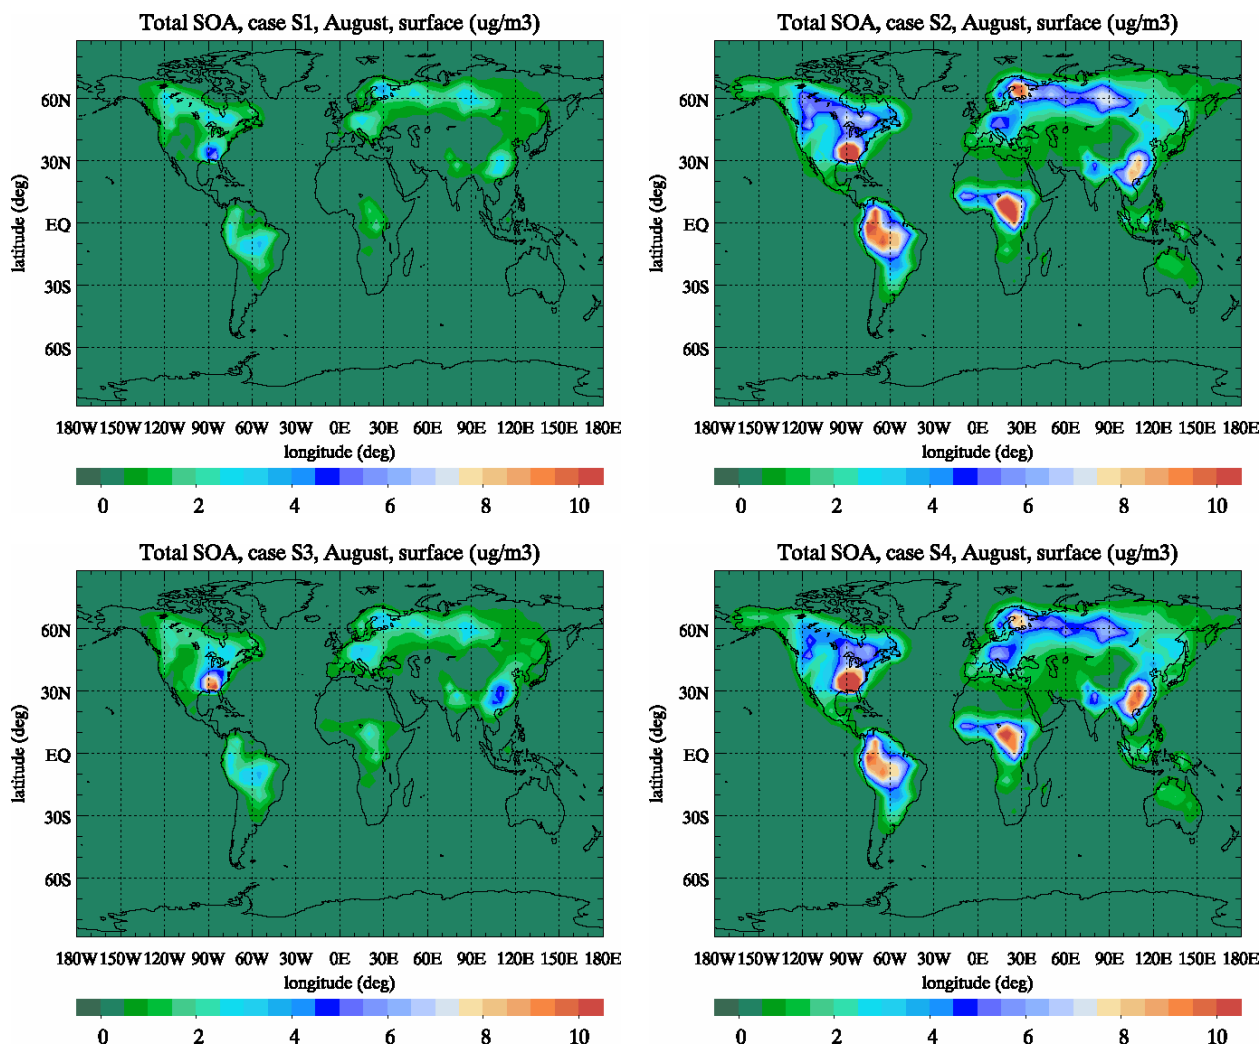 Total SOA, case S1, August, surface (ug/m3)
latitude (deg)
60N
30N
EQ
30S
60S
180W 150W 120W 90W 60W 30W 0E 30E 60E 90E 120E 150E 180E
longitude (deg)
0 2 4 6 8 10
Total SOA, case S2, August, surface (ug/m3)
latitude (deg)
60N
30N
EQ
30S
60S
180W 150W 120W 90W 60W 30W 0E 30E 60E 90E 120E 150E 180E
longitude (deg)
0 2 4 6 8 10
Total SOA, case S3, August, surface (ug/m3)
latitude (deg)
60N
30N
EQ
30S
60S
180W 150W 120W 90W 60W 30W 0E 30E 60E 90E 120E 150E 180E
longitude (deg)
0 2 4 6 8 10
Total SOA, case S4, August, surface (ug/m3)
latitude (deg)
60N
30N
EQ
30S
60S
180W 150W 120W 90W 60W 30W 0E 30E 60E 90E 120E 150E 180E
longitude (deg)
0 2 4 6 8 10